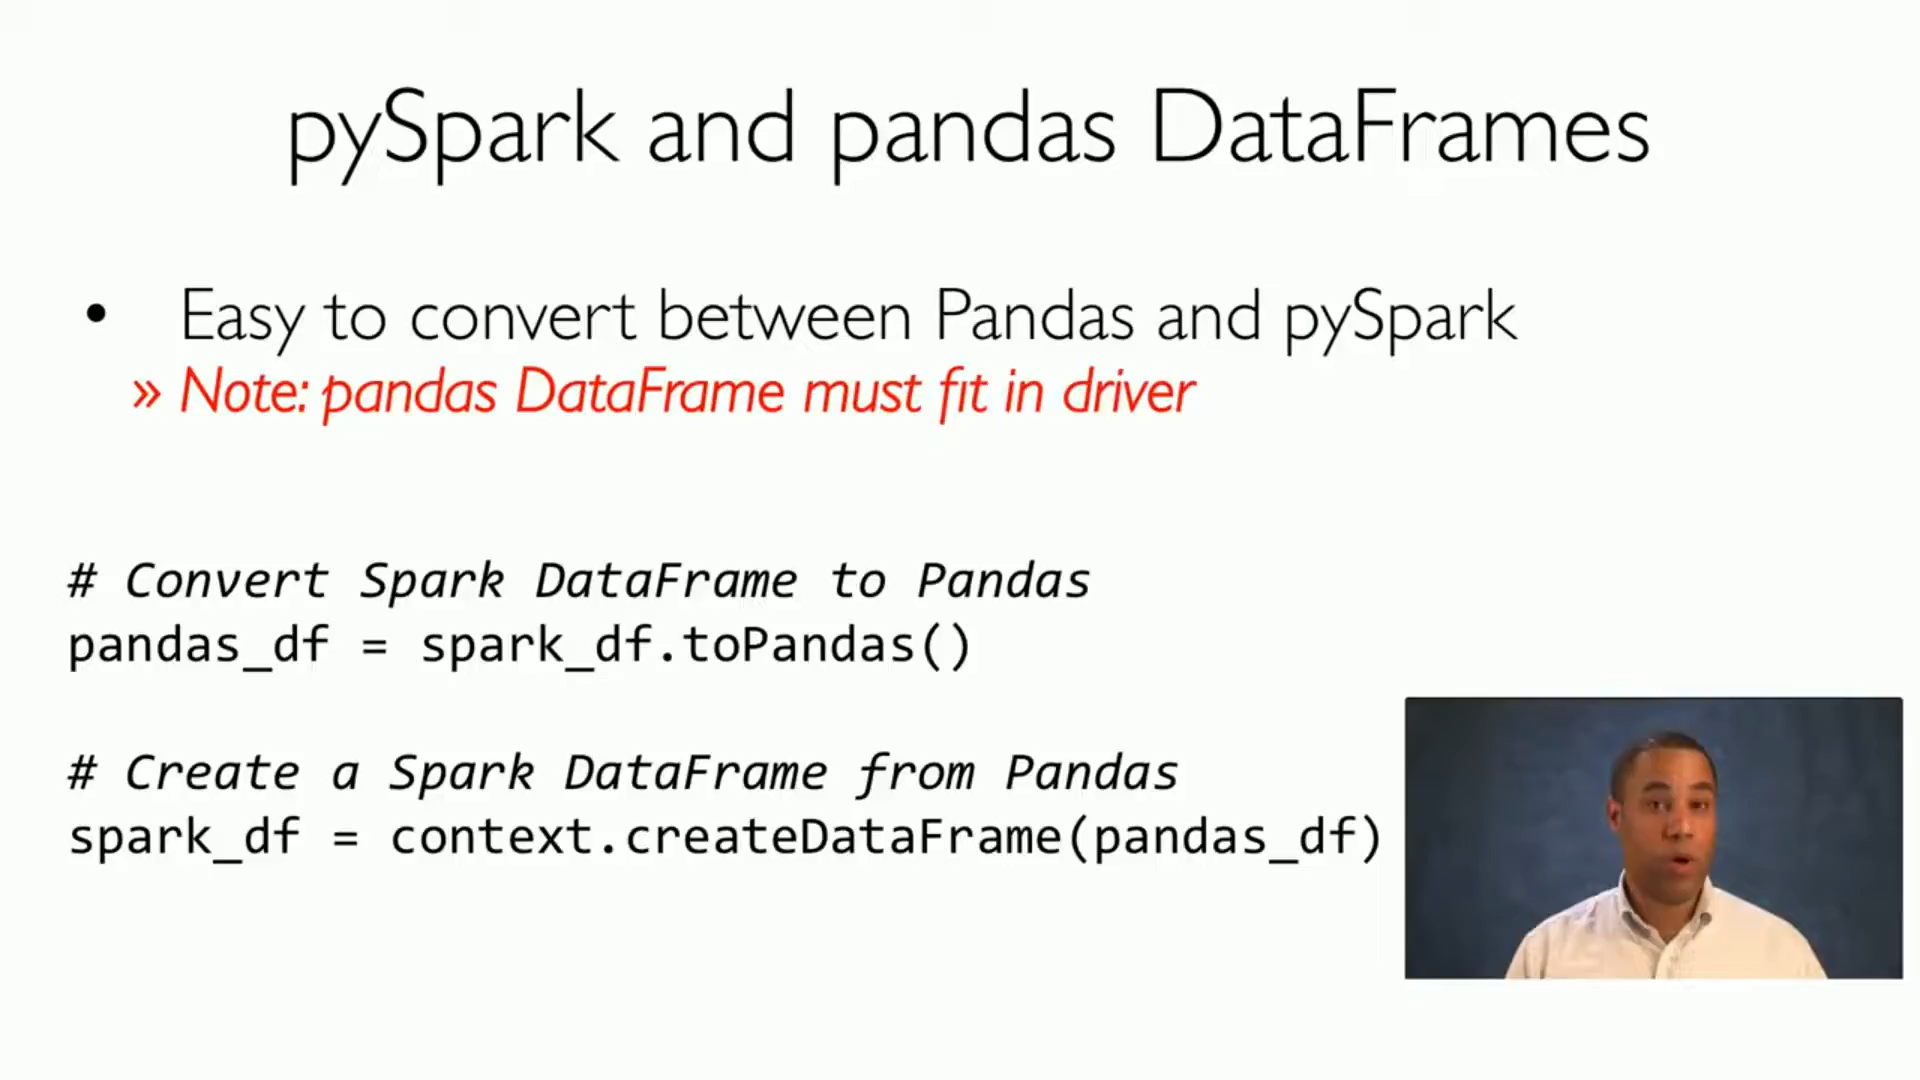 pySpark and pandas DataFrames
• Easy to convert between Pandas and pySpark
» Note: pandas DataFrame must fit in driver
# Convert Spark DataFrame to Pandas
pandas_df = spark_df.toPandas()
# Create a Spark DataFrame from Pandas
spark_df = context.createDataFrame(pandas_df)